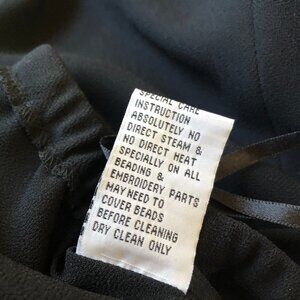 SPECIAL CARE
INSTRUCTION
ABSOLUTELY NO
DIRECT STEAM &
NO DIRECT HEAT
SPECIALLY ON ALL
BEADING &
EMBROIDERY PARTS
MAY NEED TO
COVER BEADS
BEFORE CLEANING
DRY CLEAN ONLY